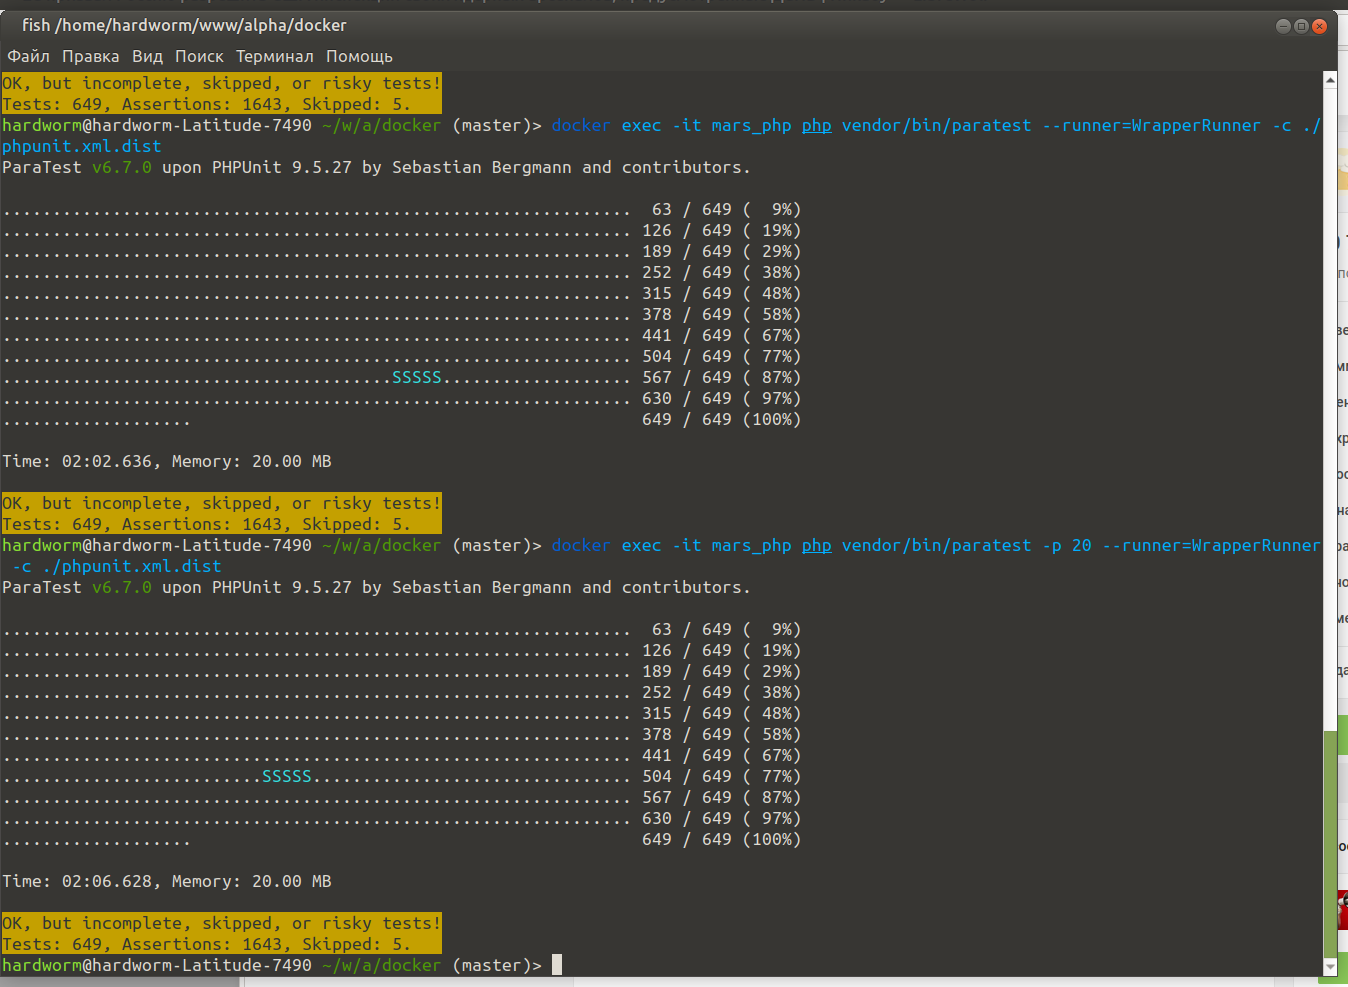 fish /home/hardworm/www/alpha/docker
Файл Правка Вид Поиск Терминал Помощь
OK, but incomplete, skipped, or risky tests!
Tests: 649, Assertions: 1643, Skipped: 5.
hardworm@hardworm-Latitude-7490 ~/w/a/docker (master)> docker exec -it mars_php php vendor/bin/paratest --runner=WrapperRunner -c ./
phpunit.xml.dist
ParaTest v6.7.0 upon PHPUnit 9.5.27 by Sebastian Bergmann and contributors.
............................................................... 63 / 649 ( 9%)
............................................................... 126 / 649 ( 19%)
............................................................... 189 / 649 ( 29%)
............................................................... 252 / 649 ( 38%)
............................................................... 315 / 649 ( 48%)
............................................................... 378 / 649 ( 58%)
............................................................... 441 / 649 ( 67%)
............................................................... 504 / 649 ( 77%)
.......................................SSSSS................... 567 / 649 ( 87%)
............................................................... 630 / 649 ( 97%)
................... 649 / 649 (100%)
Time: 02:02.636, Memory: 20.00 MB
OK, but incomplete, skipped, or risky tests!
Tests: 649, Assertions: 1643, Skipped: 5.
hardworm@hardworm-Latitude-7490 ~/w/a/docker (master)> docker exec -it mars_php php vendor/bin/paratest -p 20 --runner=WrapperRunner
-c ./phpunit.xml.dist
ParaTest v6.7.0 upon PHPUnit 9.5.27 by Sebastian Bergmann and contributors.
............................................................... 63 / 649 ( 9%)
............................................................... 126 / 649 ( 19%)
............................................................... 189 / 649 ( 29%)
............................................................... 252 / 649 ( 38%)
............................................................... 315 / 649 ( 48%)
............................................................... 378 / 649 ( 58%)
............................................................... 441 / 649 ( 67%)
..........................SSSSS................................ 504 / 649 ( 77%)
............................................................... 567 / 649 ( 87%)
............................................................... 630 / 649 ( 97%)
................... 649 / 649 (100%)
Time: 02:06.628, Memory: 20.00 MB
OK, but incomplete, skipped, or risky tests!
Tests: 649, Assertions: 1643, Skipped: 5.
hardworm@hardworm-Latitude-7490 ~/w/a/docker (master)>